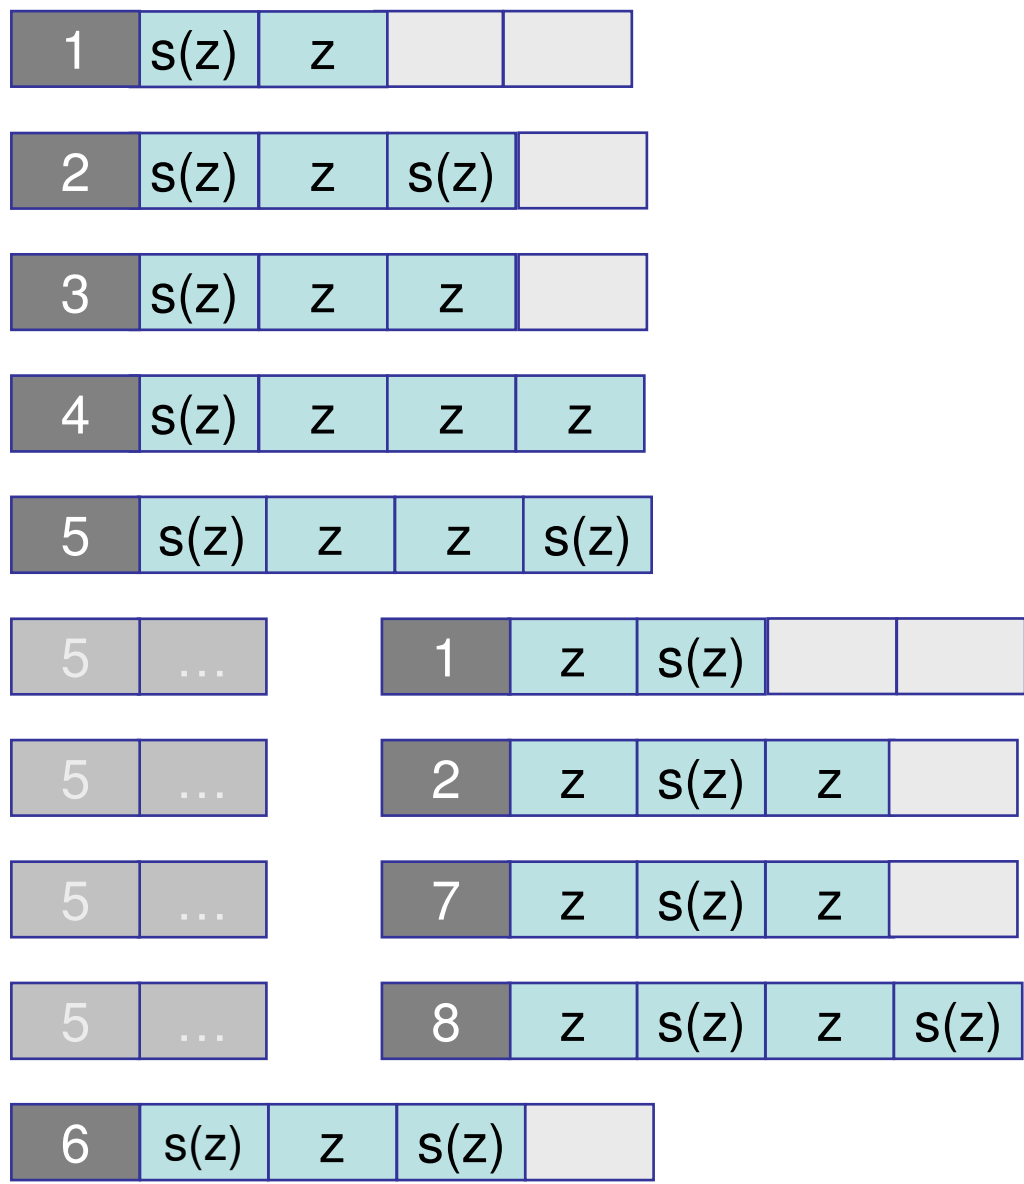 1 s(z) z
2 s(z) z s(z)
3 s(z) z z
4 s(z) z z z
5 s(z) z z s(z)
5 ... 1 z s(z)
5 ... 2 z s(z) z
5 ... 7 z s(z) z
5 ... 8 z s(z) z s(z)
6 s(z) z s(z)